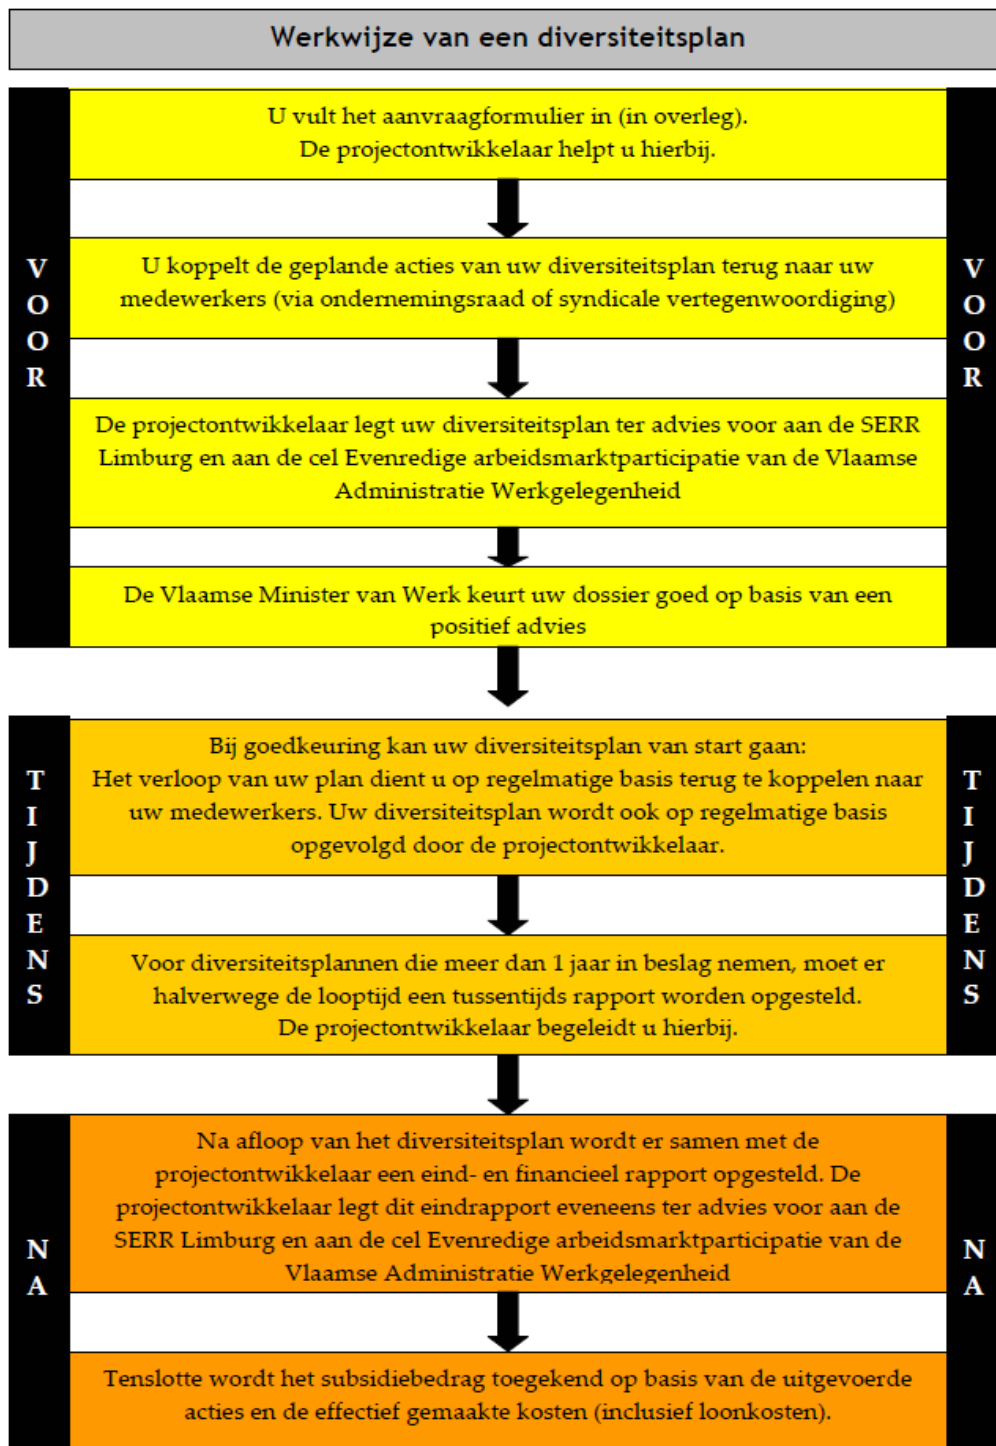 Werkwijze van een diversiteitsplan
VOOR
U vult het aanvraagformulier in (in overleg).
De projectontwikkelaar helpt u hierbij.
U koppelt de geplande acties van uw diversiteitsplan terug naar uw
medewerkers (via ondernemingsraad of syndicale vertegenwoordiging)
De projectontwikkelaar legt uw diversiteitsplan ter advies voor aan de SERR
Limburg en aan de cel Evenredige arbeidsmarktparticipatie van de Vlaamse
Administratie Werkgelegenheid
De Vlaamse Minister van Werk keurt uw dossier goed op basis van een
positief advies
VOOR
TIJDENS
Bij goedkeuring kan uw diversiteitsplan van start gaan:
Het verloop van uw plan dient u op regelmatige basis terug te koppelen naar
uw medewerkers. Uw diversiteitsplan wordt ook op regelmatige basis
opgevolgd door de projectontwikkelaar.
Voor diversiteitsplannen die meer dan 1 jaar in beslag nemen, moet er
halverwege de looptijd een tussentijds rapport worden opgesteld.
De projectontwikkelaar begeleidt u hierbij.
TIJDENS
NA
Na afloop van het diversiteitsplan wordt er samen met de
projectontwikkelaar een eind- en financieel rapport opgesteld. De
projectontwikkelaar legt dit eindrapport eveneens ter advies voor aan de
SERR Limburg en aan de cel Evenredige arbeidsmarktparticipatie van de
Vlaamse Administratie Werkgelegenheid
Tenslotte wordt het subsidiebedrag toegekend op basis van de uitgevoerde
acties en de effectief gemaakte kosten (inclusief loonkosten).
NA